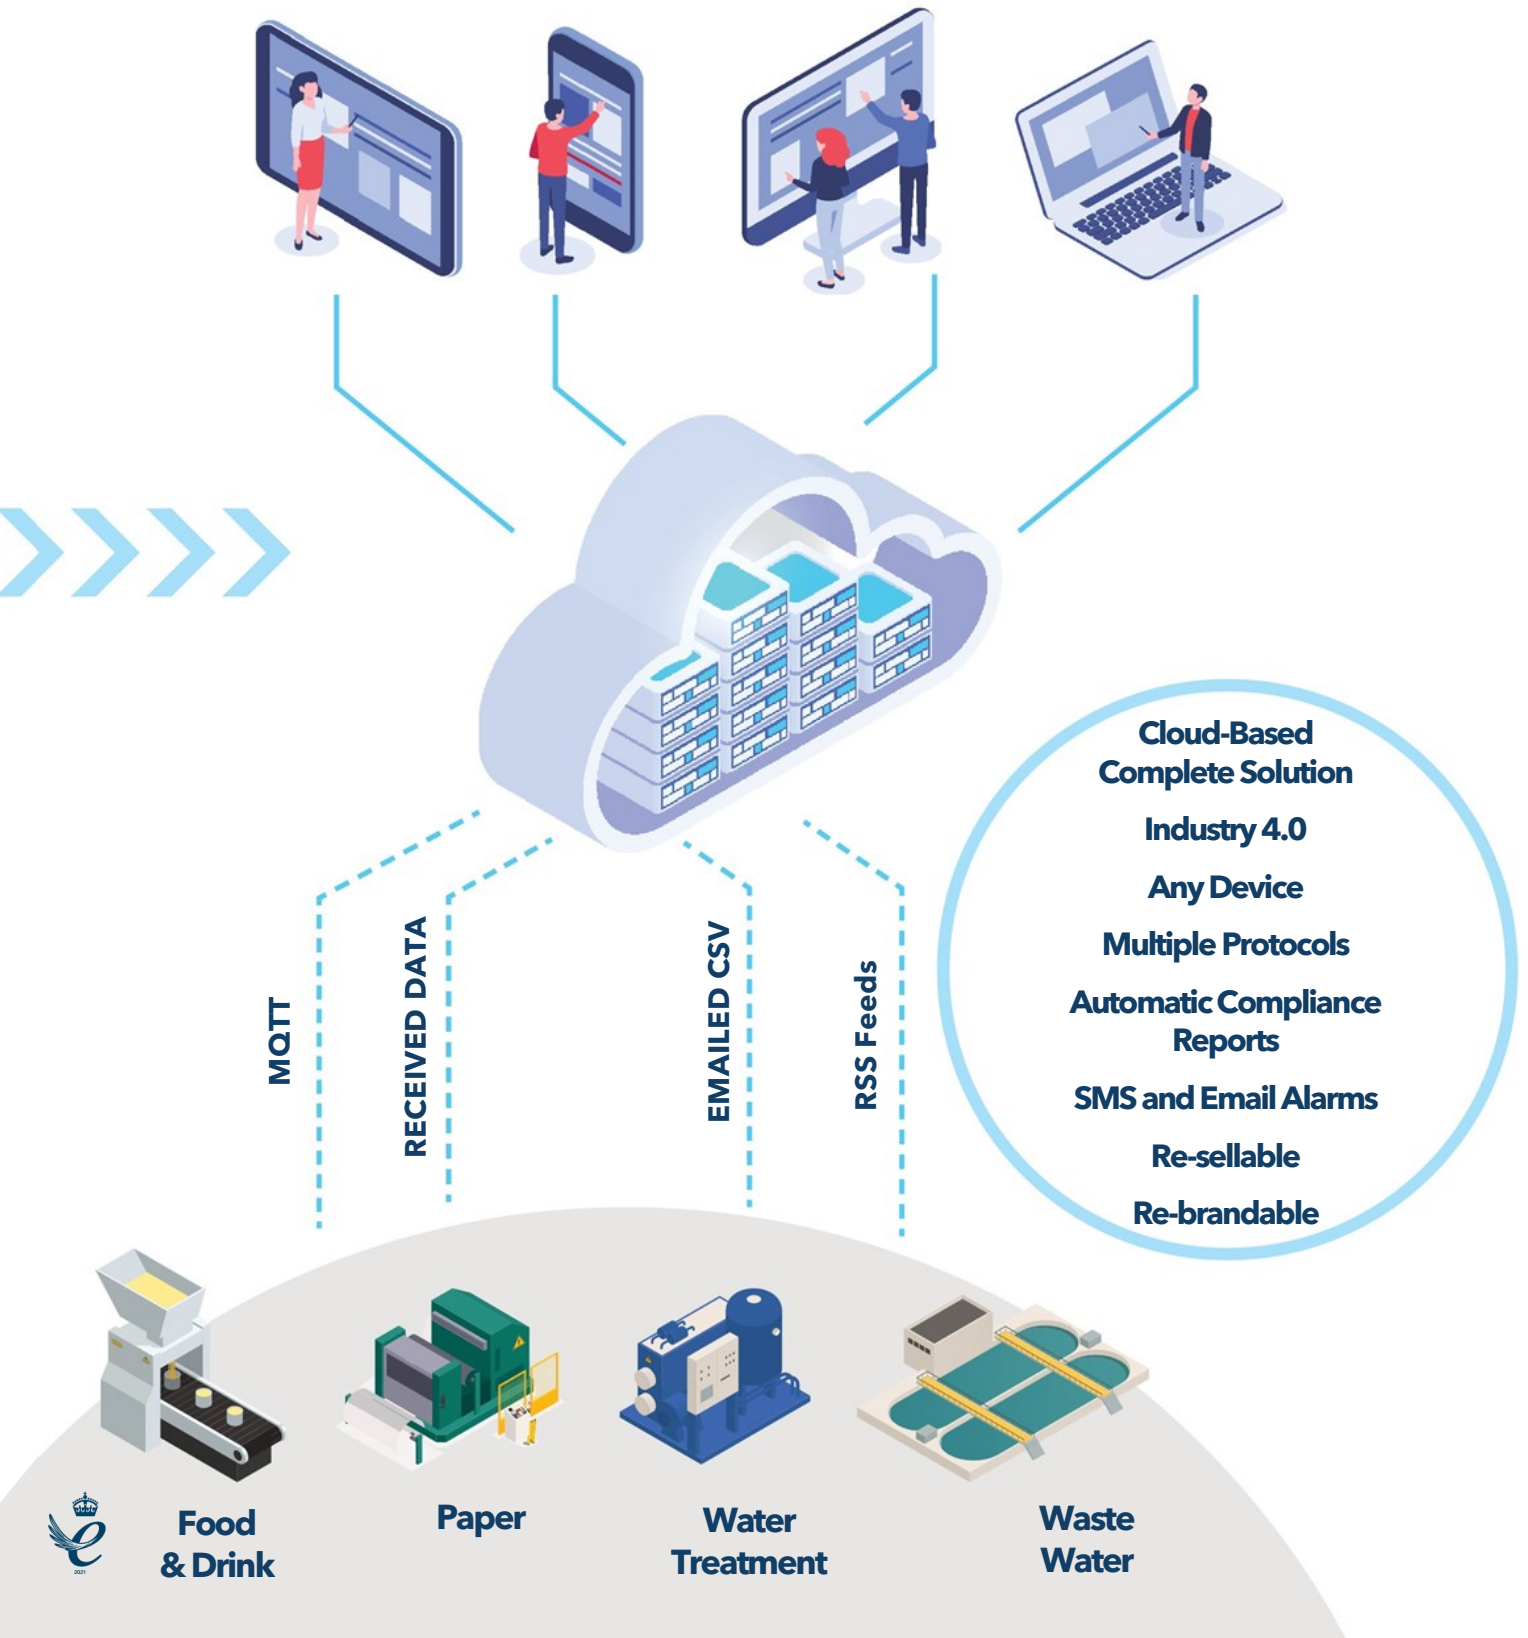 Cloud-Based
Complete Solution
Industry 4.0
Any Device
Multiple Protocols
Automatic Compliance
Reports
SMS and Email Alarms
Re-sellable
Re-brandable
MQTT
RECEIVED DATA
EMAILED CSV
RSS Feeds
Food
& Drink
Paper
Water
Treatment
Waste
Water
e
2021